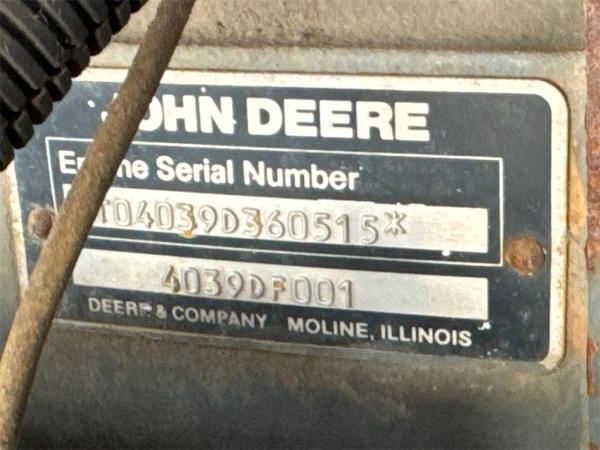 JOHN DEERE
Engine Serial Number
T04039D360515*
4039DF001
DEERE & COMPANY MOLINE, ILLINOIS